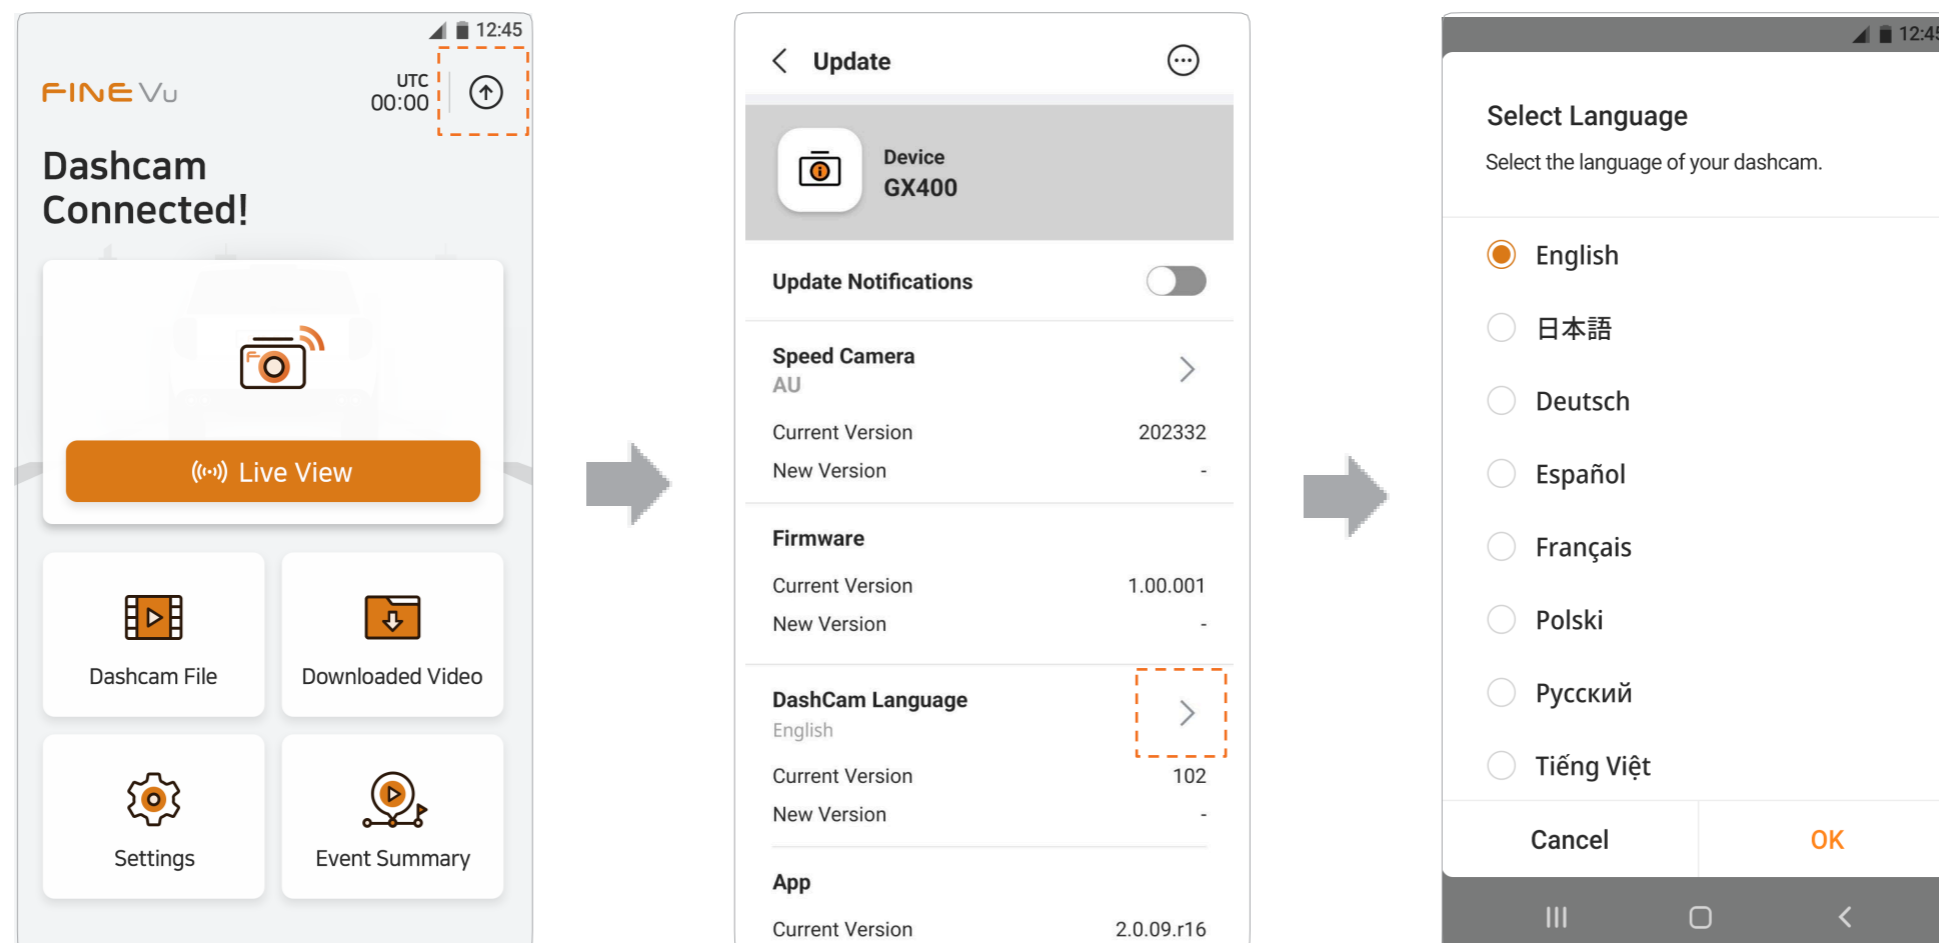 12:45
FINE Vu
UTC
00:00
Dashcam
Connected!
Live View
Dashcam File
Downloaded Video
Settings
Event Summary
Update
Device
GX400
Update Notifications
Speed Camera
AU
Current Version 202332
New Version -
Firmware
Current Version 1.00.001
New Version -
DashCam Language
English
Current Version 102
New Version -
App
Current Version 2.0.09.r16
12:45
Select Language
Select the language of your dashcam.
English
日本語
Deutsch
Español
Français
Polski
Русский
Tiếng Việt
Cancel OK